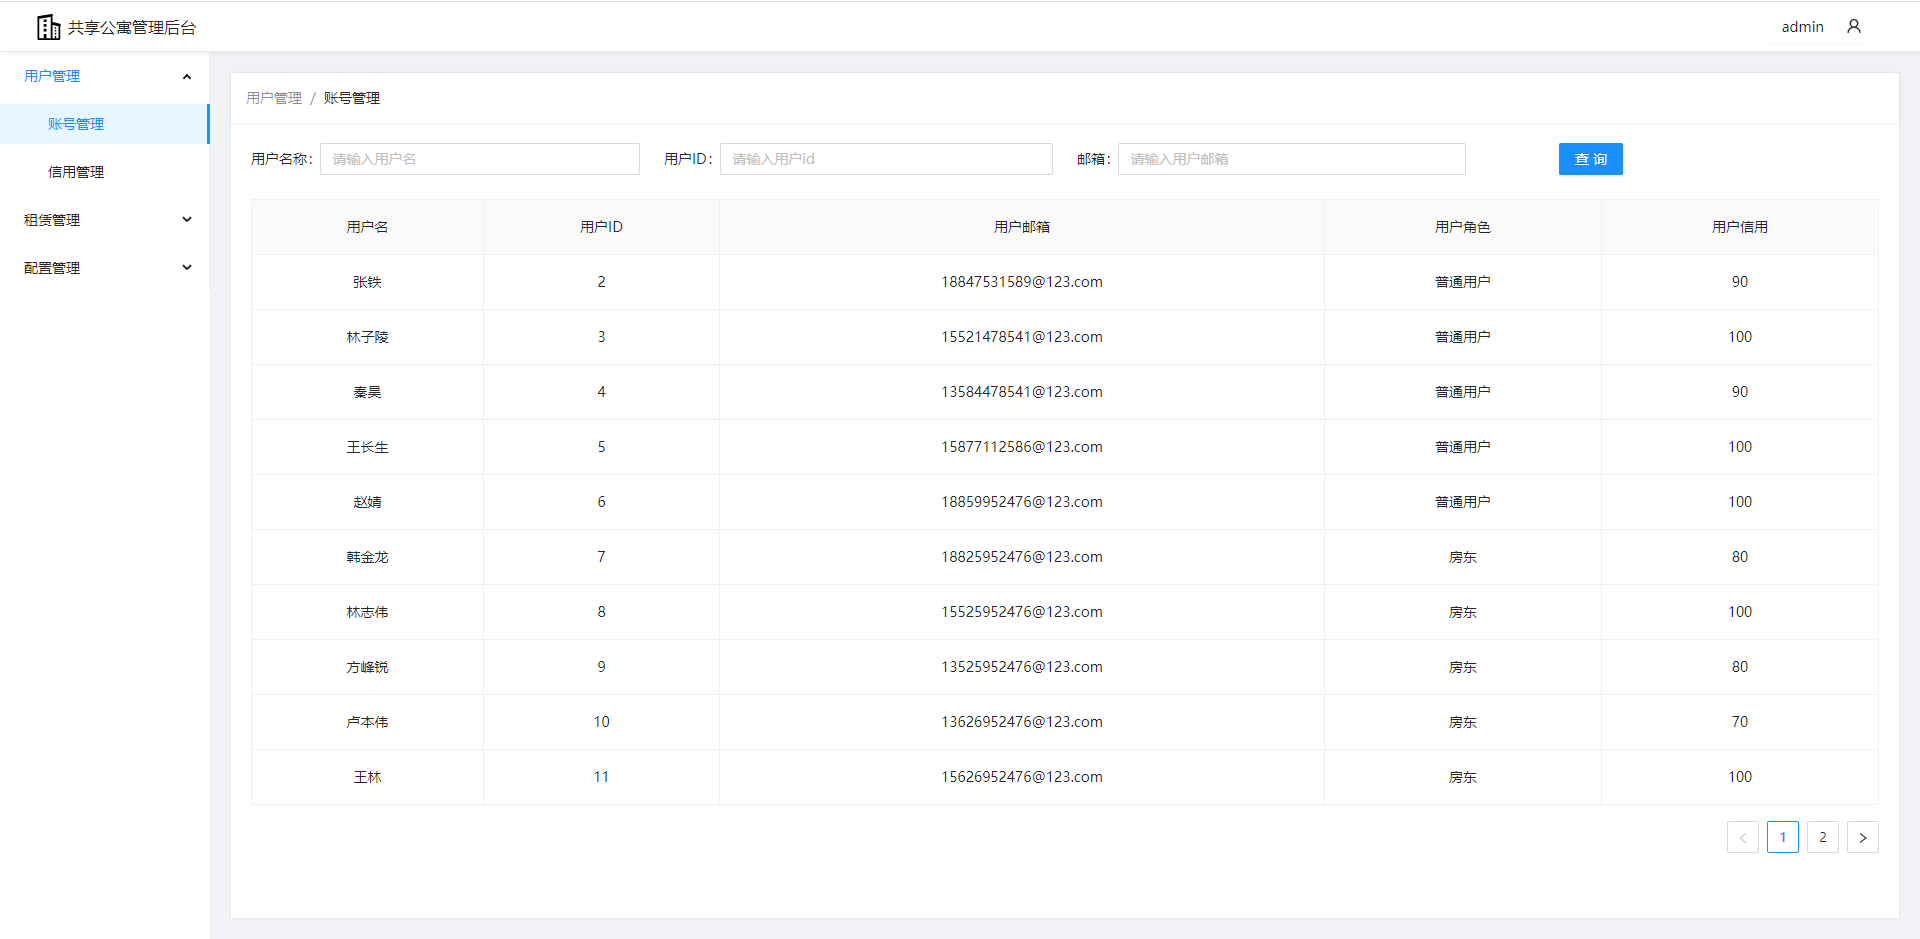 共享公寓管理后台
admin
用户管理
账号管理
信用管理
租赁管理
配置管理
用户管理 / 账号管理
用户名称: 请输入用户名 用户ID: 请输入用户id 邮箱: 请输入用户邮箱 查 询
用户名 用户ID 用户邮箱 用户角色 用户信用
张铁 2 18847531589@123.com 普通用户 90
林子陵 3 15521478541@123.com 普通用户 100
秦昊 4 13584478541@123.com 普通用户 90
王长生 5 15877112586@123.com 普通用户 100
赵婧 6 18859952476@123.com 普通用户 100
韩金龙 7 18825952476@123.com 房东 80
林志伟 8 15525952476@123.com 房东 100
方峰锐 9 13525952476@123.com 房东 80
卢本伟 10 13626952476@123.com 房东 70
王林 11 15626952476@123.com 房东 100
< 1 2 >